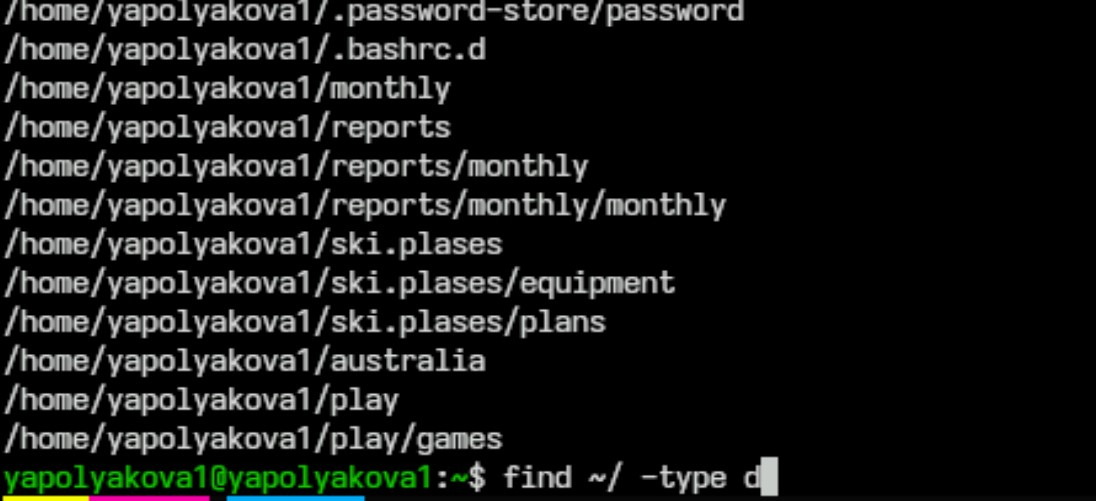 /home/yapolyakova1/.password-store/password
/home/yapolyakova1/.bashrc.d
/home/yapolyakova1/monthly
/home/yapolyakova1/reports
/home/yapolyakova1/reports/monthly
/home/yapolyakova1/reports/monthly/monthly
/home/yapolyakova1/ski.plases
/home/yapolyakova1/ski.plases/equipment
/home/yapolyakova1/ski.plases/plans
/home/yapolyakova1/australia
/home/yapolyakova1/play
/home/yapolyakova1/play/games
yapolyakova1@yapolyakova1:~$ find ~/ -type d